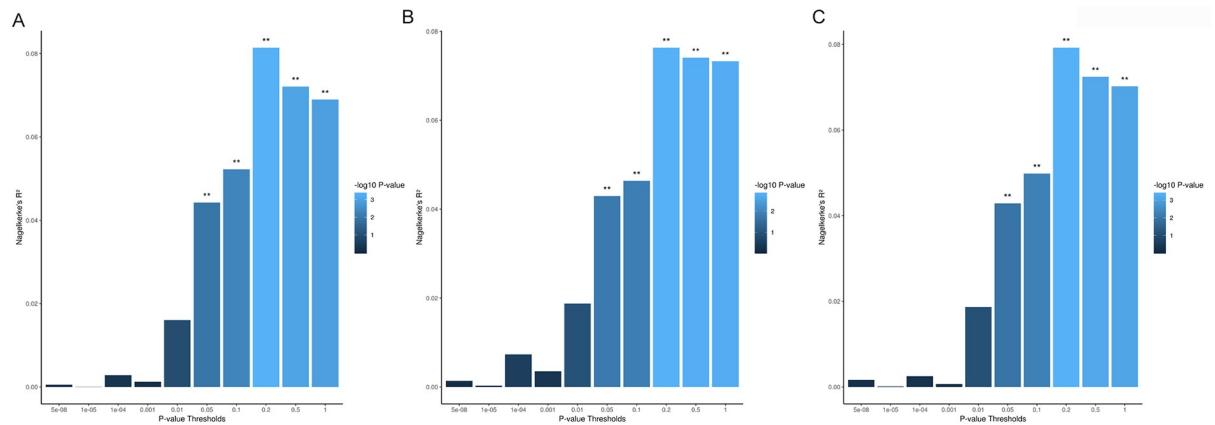 A
0.08
0.06
0.04
0.02
0.00
Nagelkerke's R²
** ** ** ** **
5e-08 1e-05 1e-04 0.001 0.01 0.05 0.1 0.2 0.5 1
P-value Thresholds
-log10 P-value
3
2
1
B
0.08
0.06
0.04
0.02
0.00
Nagelkerke's R²
** ** ** ** **
5e-08 1e-05 1e-04 0.001 0.01 0.05 0.1 0.2 0.5 1
P-value Thresholds
-log10 P-value
2
1
C
0.08
0.06
0.04
0.02
0.00
Nagelkerke's R²
** ** ** ** **
5e-08 1e-05 1e-04 0.001 0.01 0.05 0.1 0.2 0.5 1
P-value Thresholds
-log10 P-value
3
2
1